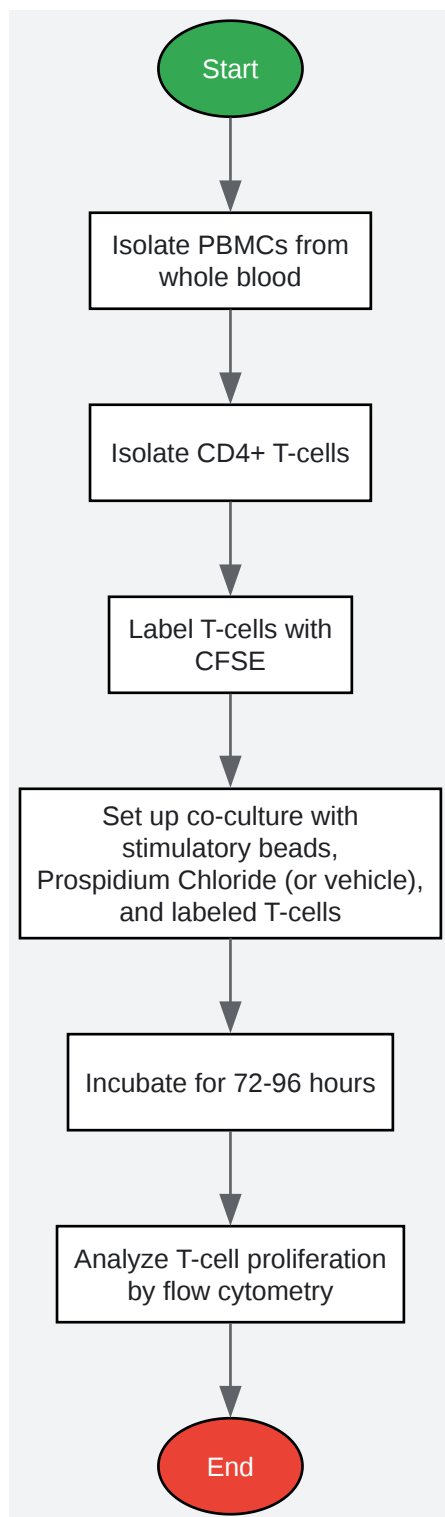 Start
Isolate PBMCs from
whole blood
Isolate CD4+ T-cells
Label T-cells with
CFSE
Set up co-culture with
stimulatory beads,
Prospidium Chloride (or vehicle),
and labeled T-cells
Incubate for 72-96 hours
Analyze T-cell proliferation
by flow cytometry
End